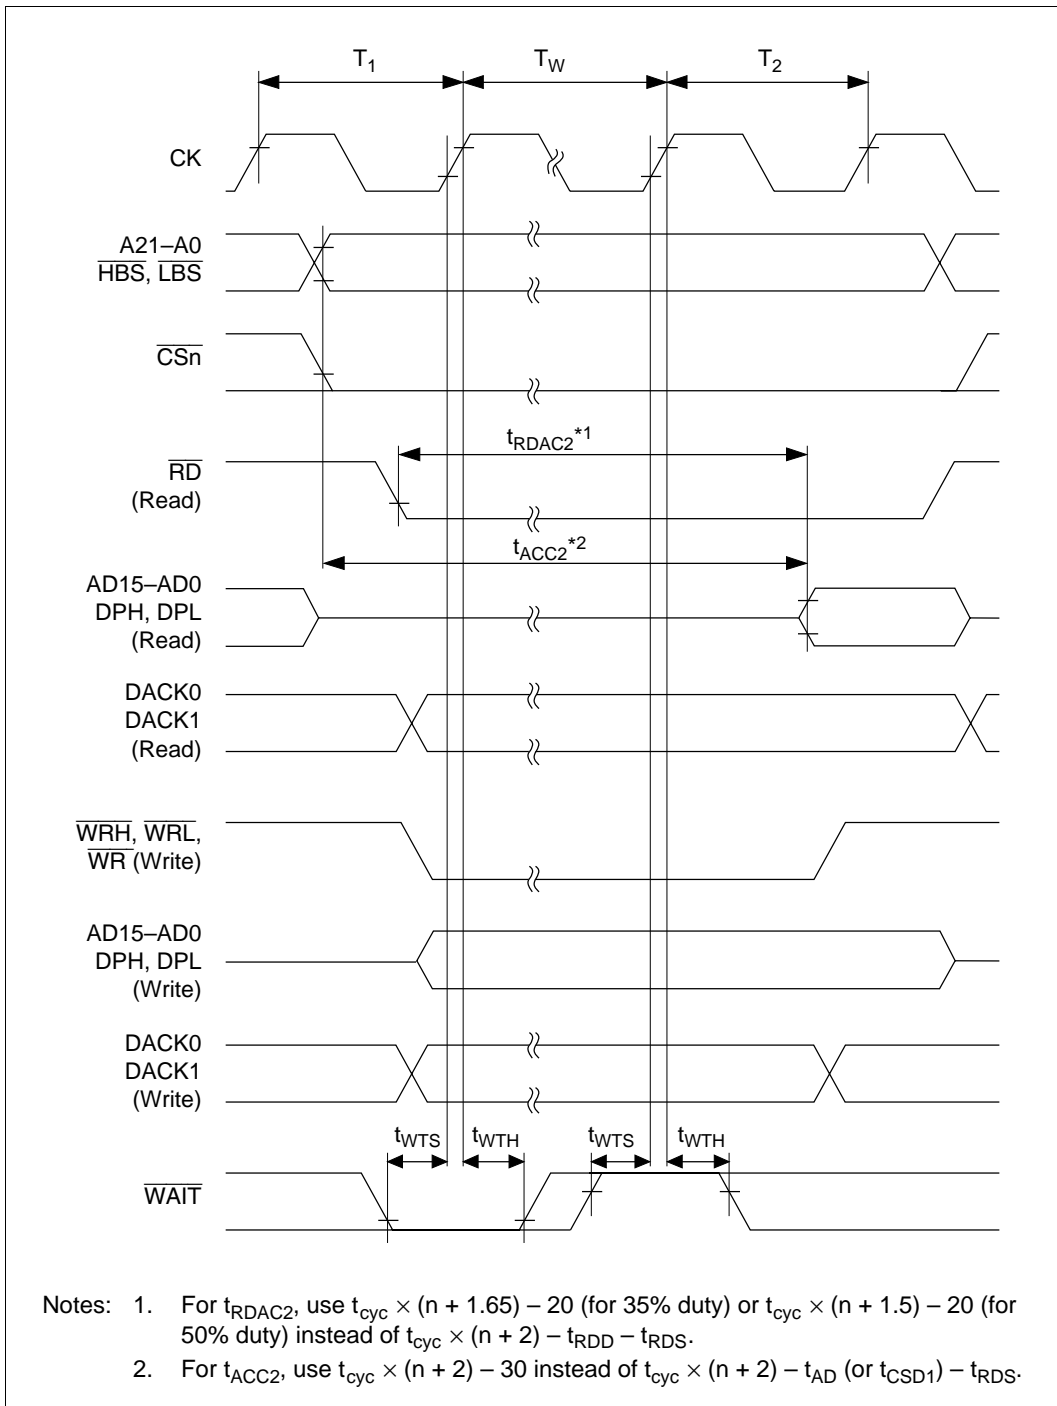 T1 TW T2
CK
A21–A0
HBS, LBS
CSn
tRDAC2*1
RD
(Read)
tACC2*2
AD15–AD0
DPH, DPL
(Read)
DACK0
DACK1
(Read)
WRH, WRL,
WR (Write)
AD15–AD0
DPH, DPL
(Write)
DACK0
DACK1
(Write)
tWTS tWTH tWTS tWTH
WAIT
Notes: 1. For tRDAC2, use tcyc × (n + 1.65) – 20 (for 35% duty) or tcyc × (n + 1.5) – 20 (for
50% duty) instead of tcyc × (n + 2) – tRDD – tRDS.
2. For tACC2, use tcyc × (n + 2) – 30 instead of tcyc × (n + 2) – tAD (or tCSD1) – tRDS.